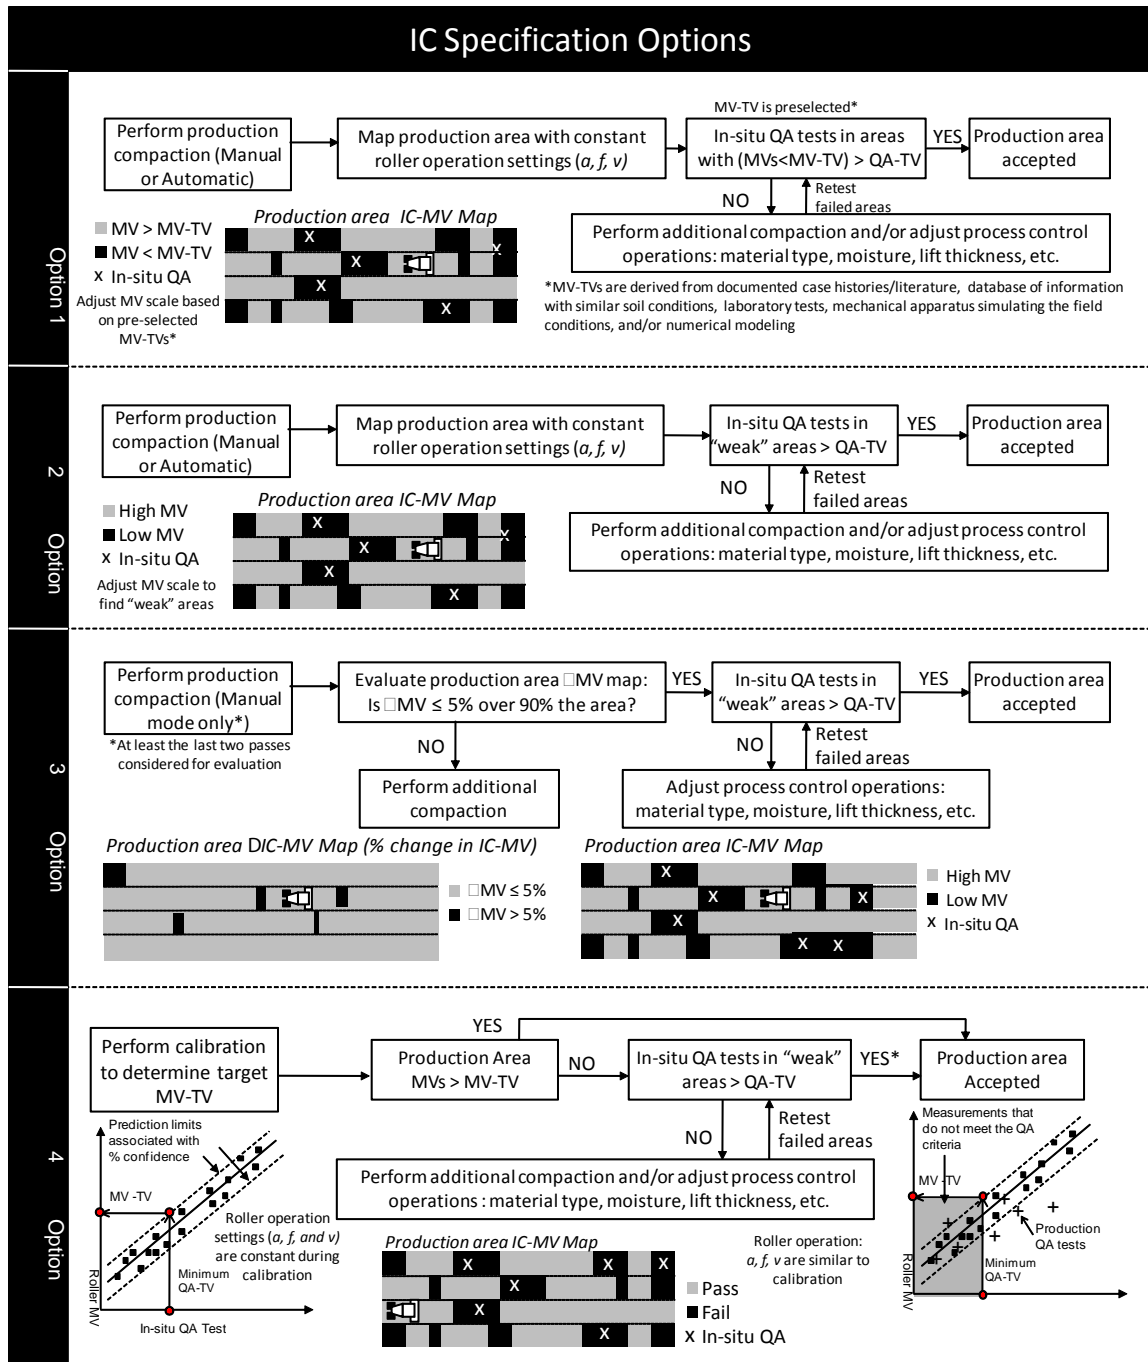 IC Specification Options
Option 1
MV-TV is preselected*
Perform production
compaction (Manual
or Automatic)
Map production area with constant
roller operation settings (a, f, v)
In-situ QA tests in areas
with (MVs<MV-TV) > QA-TV
YES
Production area
accepted
NO
Retest
failed areas
Perform additional compaction and/or adjust process control
operations: material type, moisture, lift thickness, etc.
*MV-TVs are derived from documented case histories/literature, database of information
with similar soil conditions, laboratory tests, mechanical apparatus simulating the field
conditions, and/or numerical modeling
Production area IC-MV Map
MV > MV-TV
MV < MV-TV
x In-situ QA
Adjust MV scale based
on pre-selected
MV-TVs*
X
X
X
X
X
Option 2
Perform production
compaction (Manual
or Automatic)
Map production area with constant
roller operation settings (a, f, v)
In-situ QA tests in
“weak” areas > QA-TV
YES
Production area
accepted
NO
Retest
failed areas
Perform additional compaction and/or adjust process control
operations: material type, moisture, lift thickness, etc.
Production area IC-MV Map
High MV
Low MV
x In-situ QA
Adjust MV scale to
find “weak” areas
X
X
X
X
X
Option 3
Perform production
compaction (Manual
mode only*)
*At least the last two passes
considered for evaluation
Evaluate production area □MV map:
Is □MV ≤ 5% over 90% the area?
YES
In-situ QA tests in
“weak” areas > QA-TV
YES
Production area
accepted
NO
Perform additional
compaction
NO
Retest
failed areas
Adjust process control operations:
material type, moisture, lift thickness, etc.
Production area DIC-MV Map (% change in IC-MV)
□MV ≤ 5%
□MV > 5%
Production area IC-MV Map
High MV
Low MV
x In-situ QA
X
X
X
X
X
X
Option 4
Perform calibration
to determine target
MV-TV
Production Area
MVs > MV-TV
YES
NO
In-situ QA tests in “weak”
areas > QA-TV
YES*
Production area
Accepted
NO
Retest
failed areas
Perform additional compaction and/or adjust process control
operations : material type, moisture, lift thickness, etc.
Prediction limits
associated with
% confidence
MV -TV
Roller operation
settings (a, f, and v)
are constant during
calibration
Minimum
QA-TV
Roller MV
In-situ QA Test
Production area IC-MV Map
X
X
X
X
X
X
Roller operation:
a, f, v are similar to
calibration
Pass
Fail
x In-situ QA
Measurements that
do not meet the QA
criteria
MV -TV
Production
QA tests
Minimum
QA-TV
Roller MV